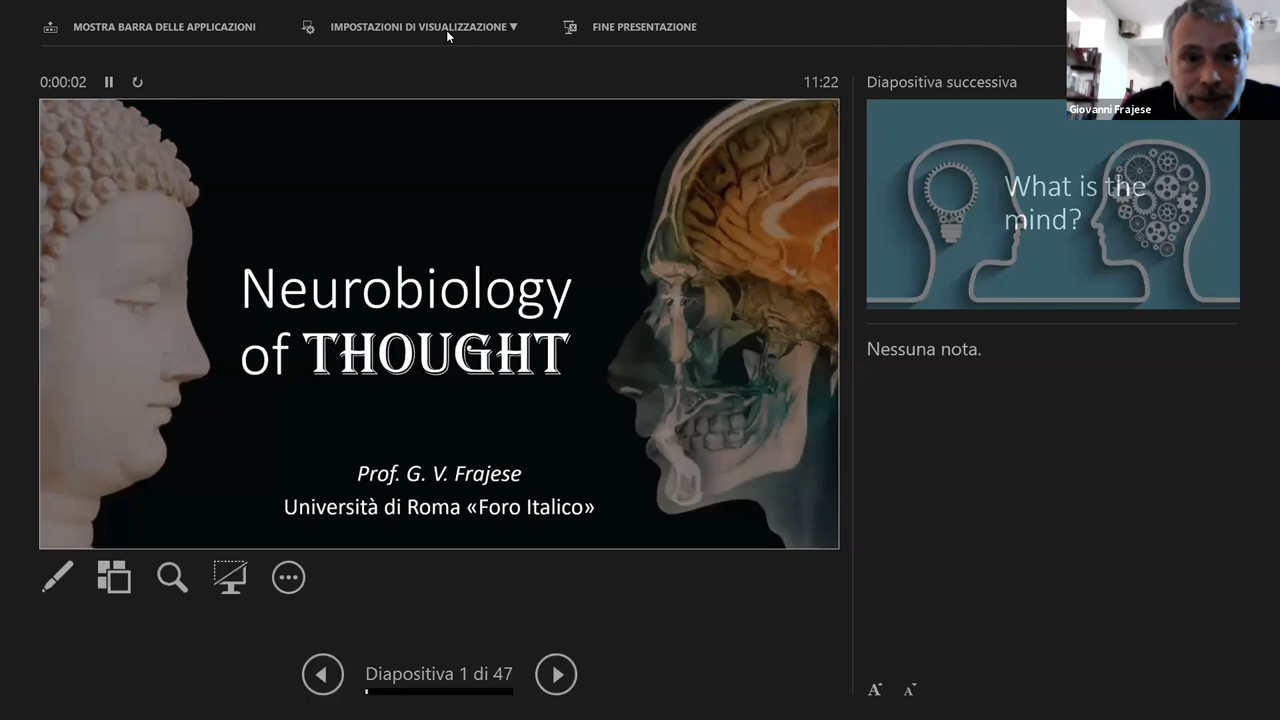 MOSTRA BARRA DELLE APPLICAZIONI
IMPOSTAZIONI DI VISUALIZZAZIONE ▼
FINE PRESENTAZIONE
0:00:02
11:22
Diapositiva successiva
Giovanni Frajese
Neurobiology
of THOUGHT
Prof. G. V. Frajese
Università di Roma «Foro Italico»
What is the
mind?
Nessuna nota.
Diapositiva 1 di 47
A A